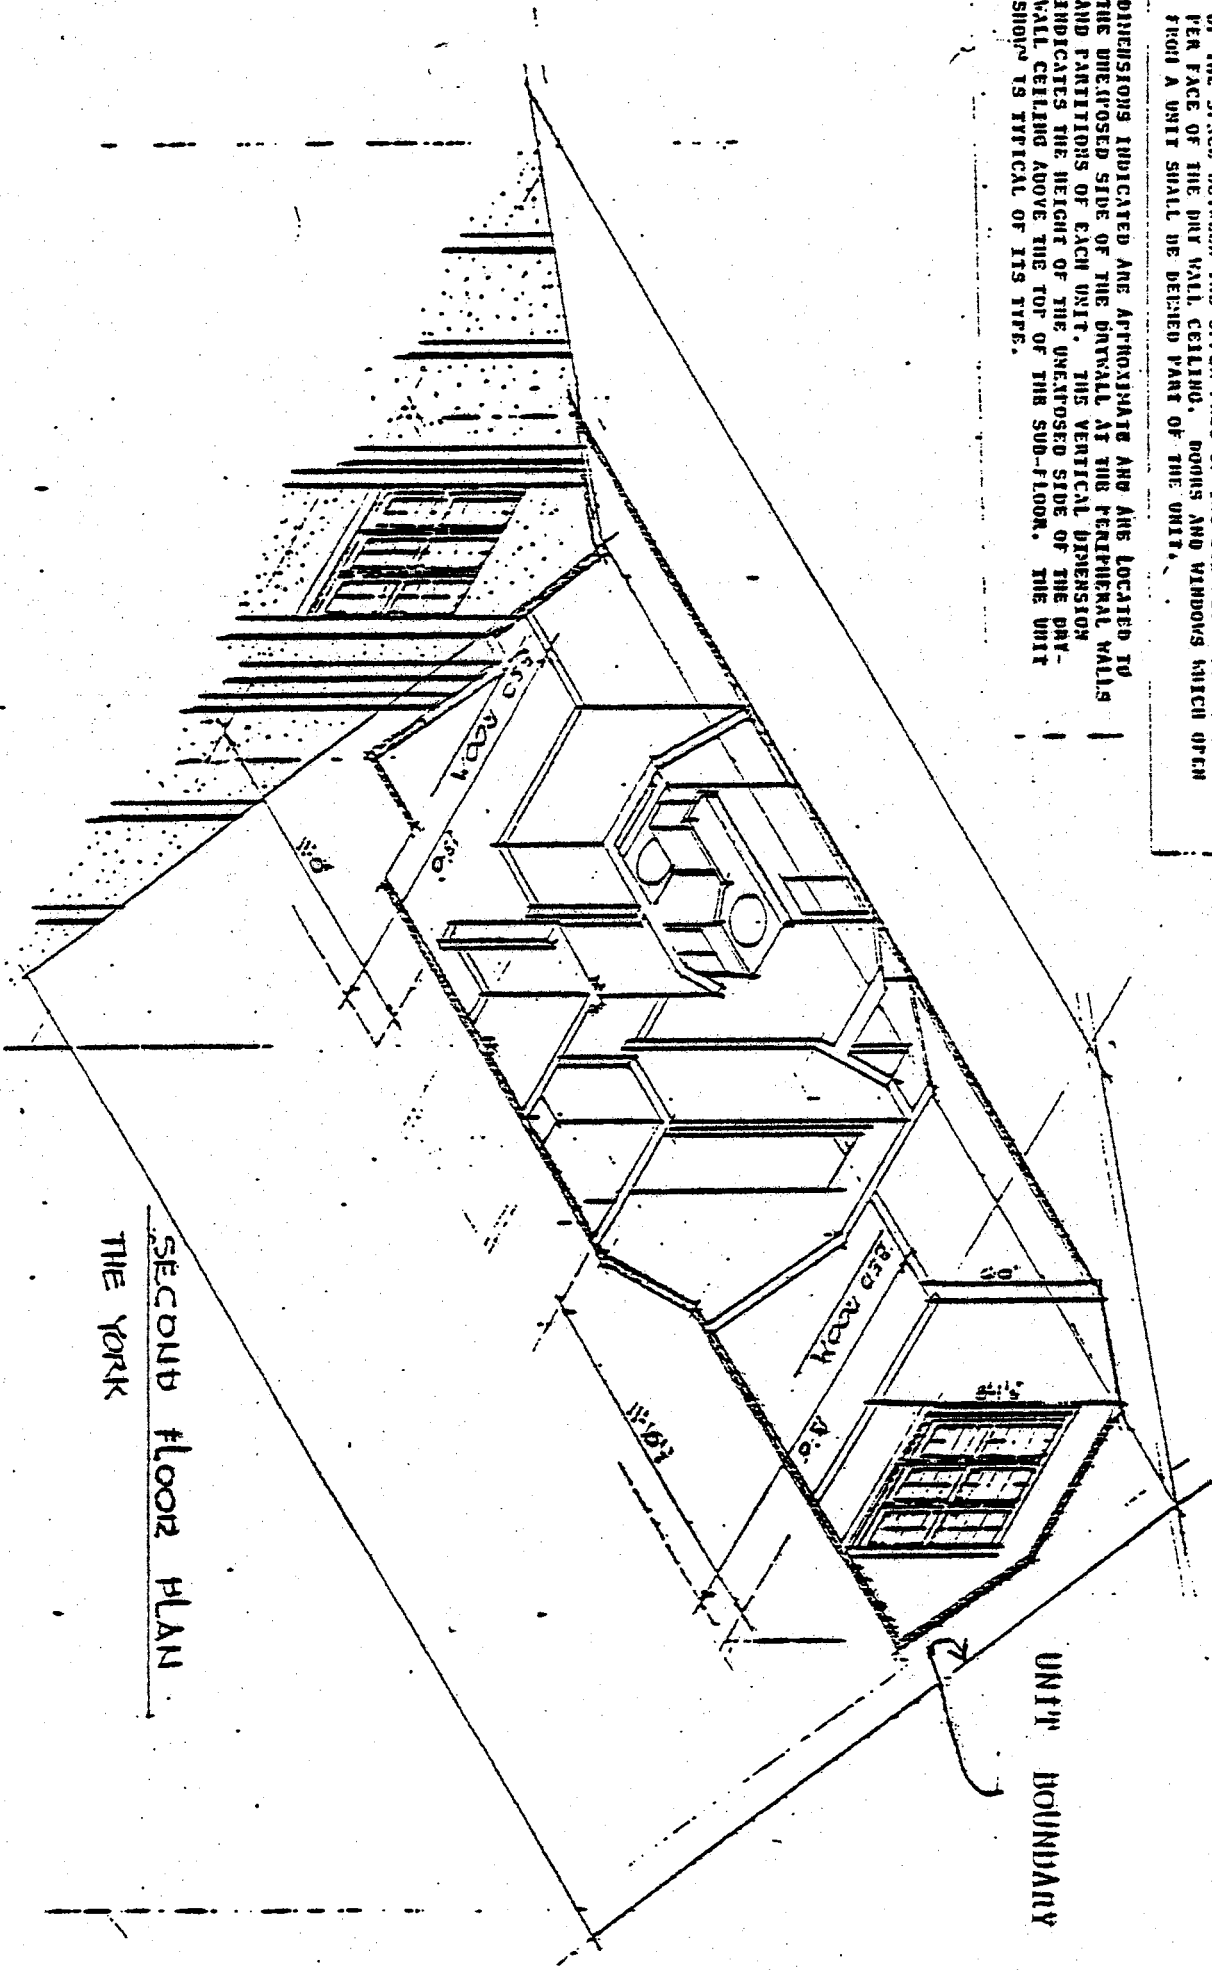 PER FACE OF THE DRY WALL CEILING. DOORS AND WINDOWS WHICH OPEN
FROM A UNIT SHALL BE DEEMED PART OF THE UNIT.
DIMENSIONS INDICATED ARE APPROXIMATE AND ARE LOCATED TO
THE UNEXPOSED SIDE OF THE DRYWALL AT THE PERIPHERAL WALLS
AND PARTITIONS OF EACH UNIT. THE VERTICAL DIMENSION
INDICATES THE HEIGHT OF THE UNEXPOSED SIDE OF THE DRY-
WALL CEILING ABOVE THE TOP OF THE SUB-FLOOR. THE UNIT
SHOWN IS TYPICAL OF ITS TYPE.
BED ROOM
BED ROOM
UNIT BOUNDARY
SECOND FLOOR PLAN
THE YORK